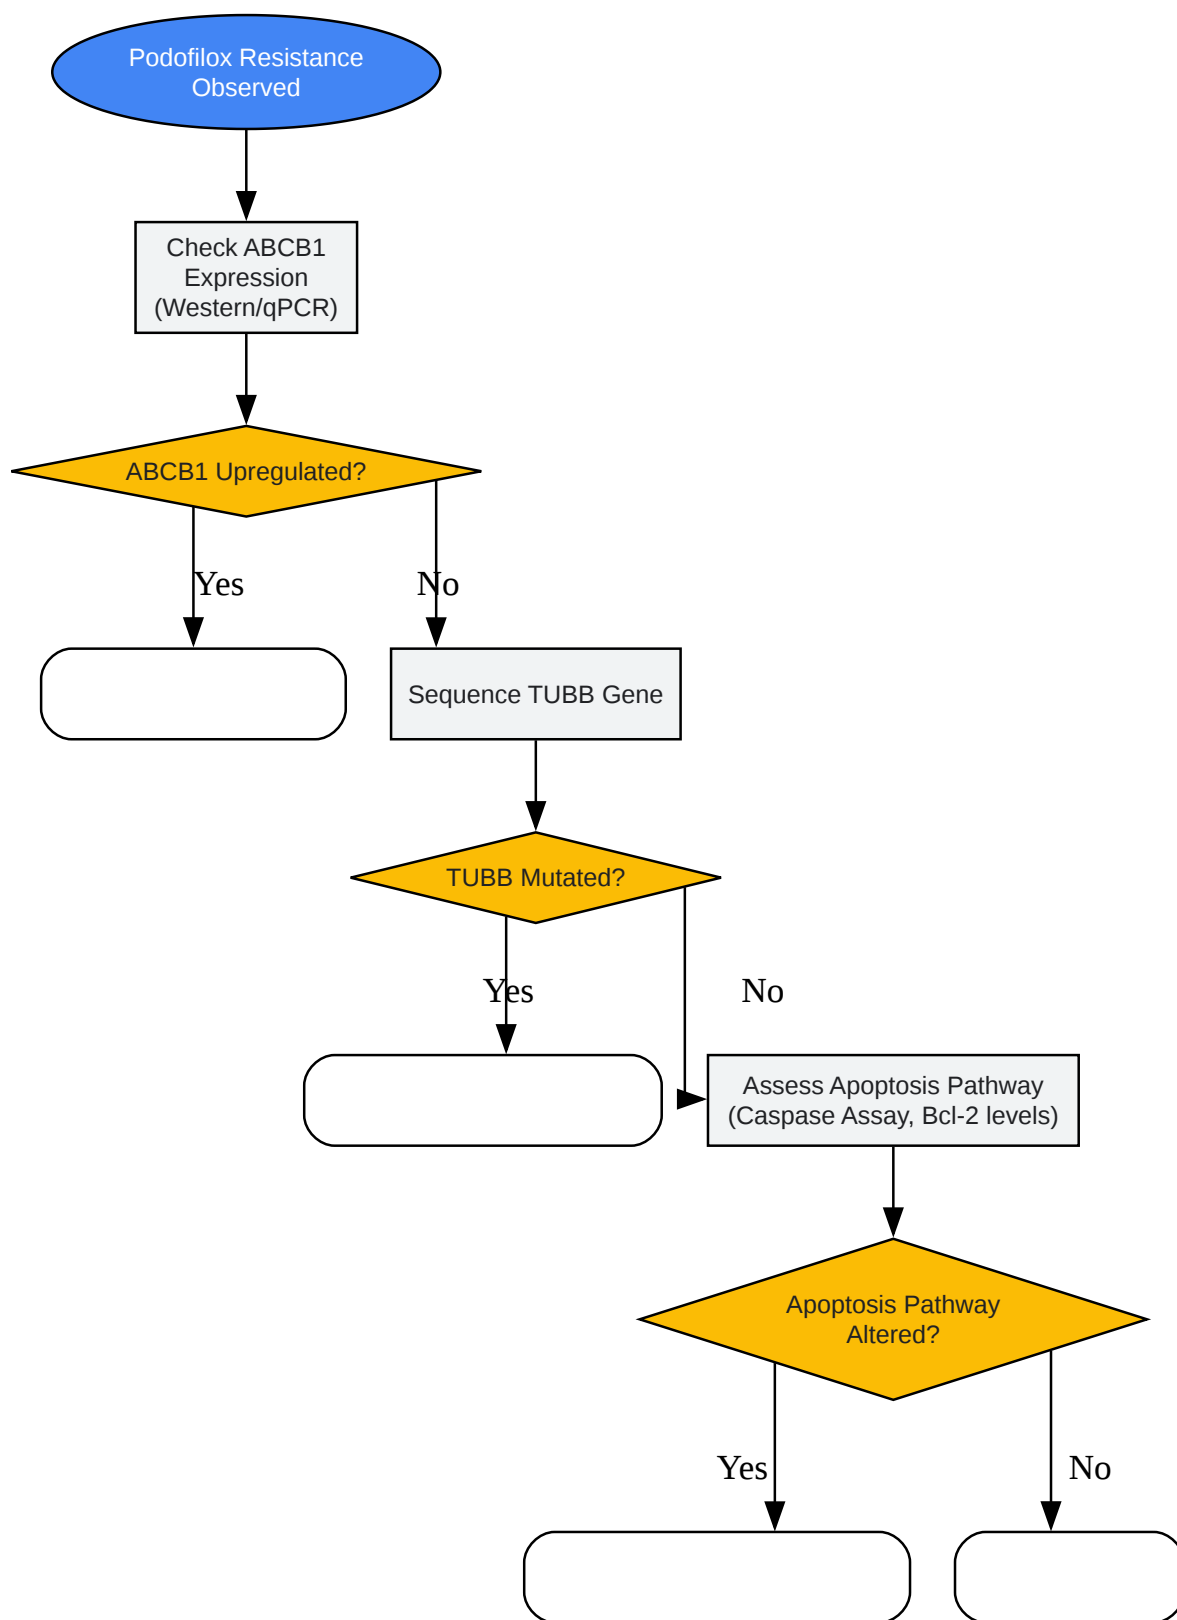 Podofilox Resistance
Observed
Check ABCB1
Expression
(Western/qPCR)
ABCB1 Upregulated?
Yes
No
Sequence TUBB Gene
TUBB Mutated?
Yes
No
Assess Apoptosis Pathway
(Caspase Assay, Bcl-2 levels)
Apoptosis Pathway
Altered?
Yes
No